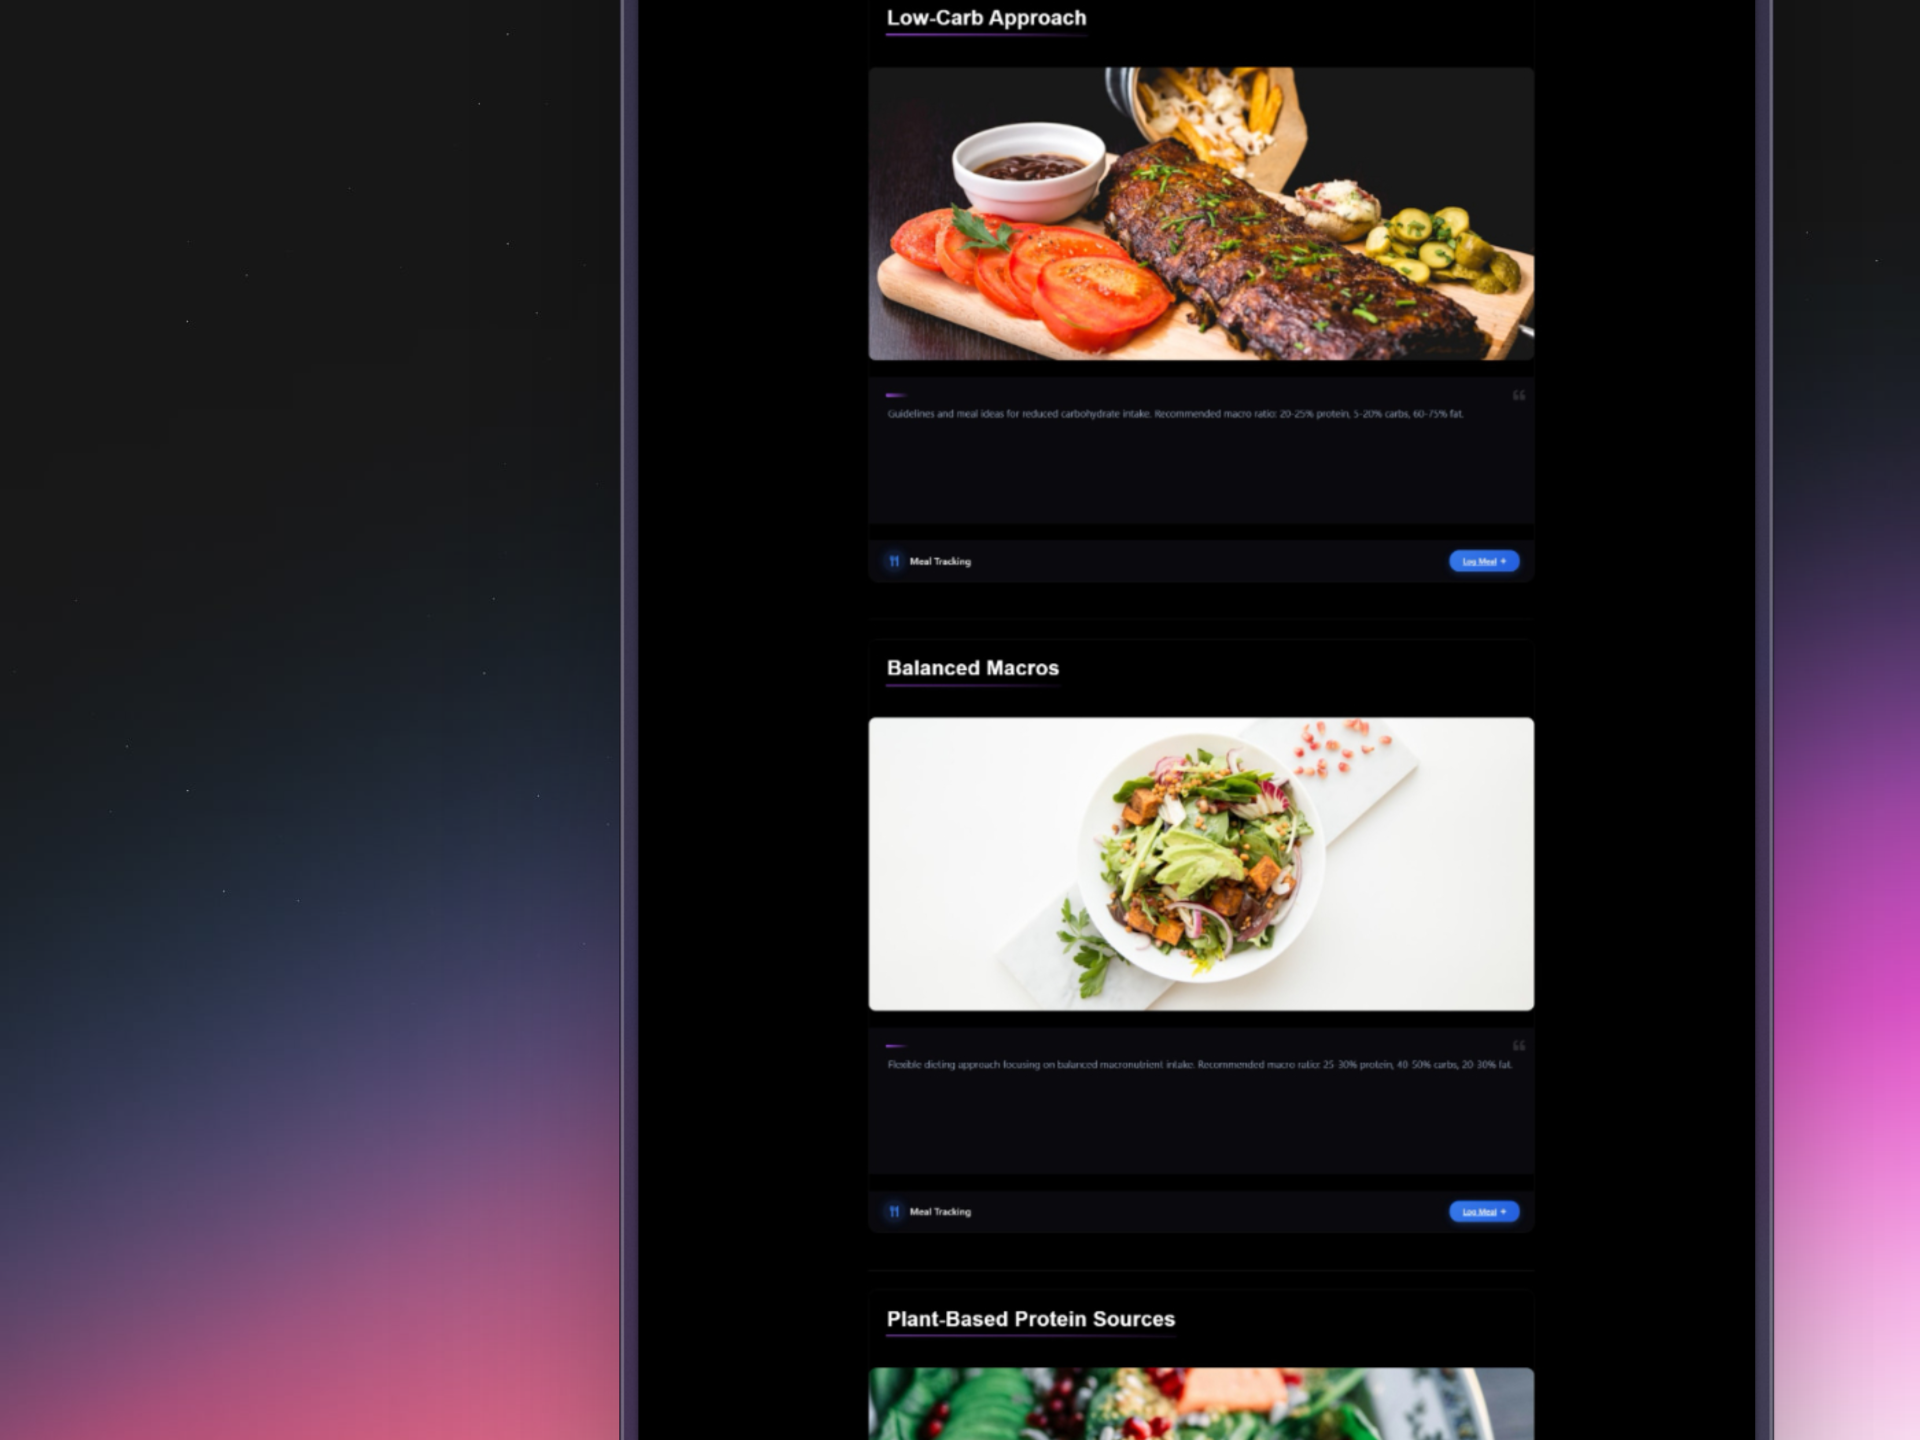 Low-Carb Approach
Guidelines and meal ideas for reduced carbohydrate intake. Recommended macro ratio: 20-25% protein, 5-20% carbs, 60-75% fat.
Meal Tracking
Log Meal
Balanced Macros
Flexible dieting approach focusing on balanced macronutrient intake. Recommended macro ratio: 25-30% protein, 40-50% carbs, 20-30% fat.
Meal Tracking
Log Meal
Plant-Based Protein Sources